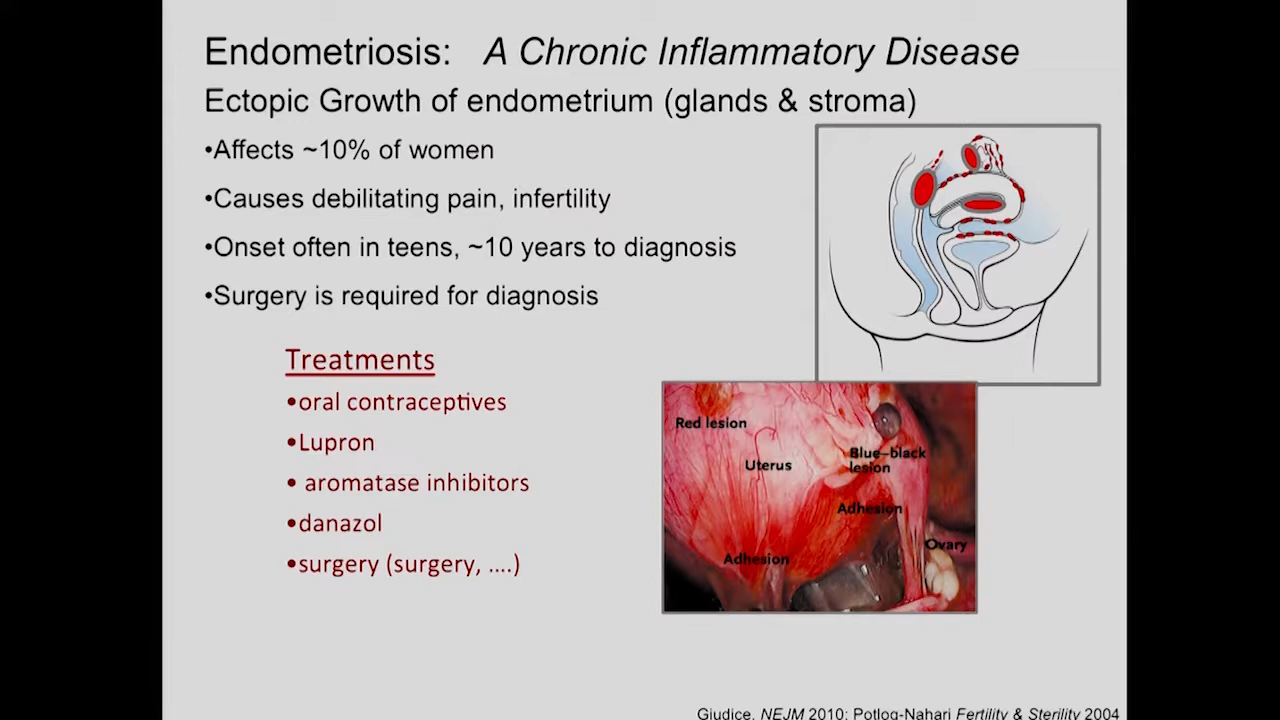 Endometriosis: A Chronic Inflammatory Disease
Ectopic Growth of endometrium (glands & stroma)
•Affects ~10% of women
•Causes debilitating pain, infertility
•Onset often in teens, ~10 years to diagnosis
•Surgery is required for diagnosis
Treatments
•oral contraceptives
•Lupron
• aromatase inhibitors
•danazol
•surgery (surgery, ....)
Red lesion
Uterus
Blue–black
lesion
Adhesion
Adhesion
Ovary
Giudice, NEJM 2010; Potlog-Nahari Fertility & Sterility 2004